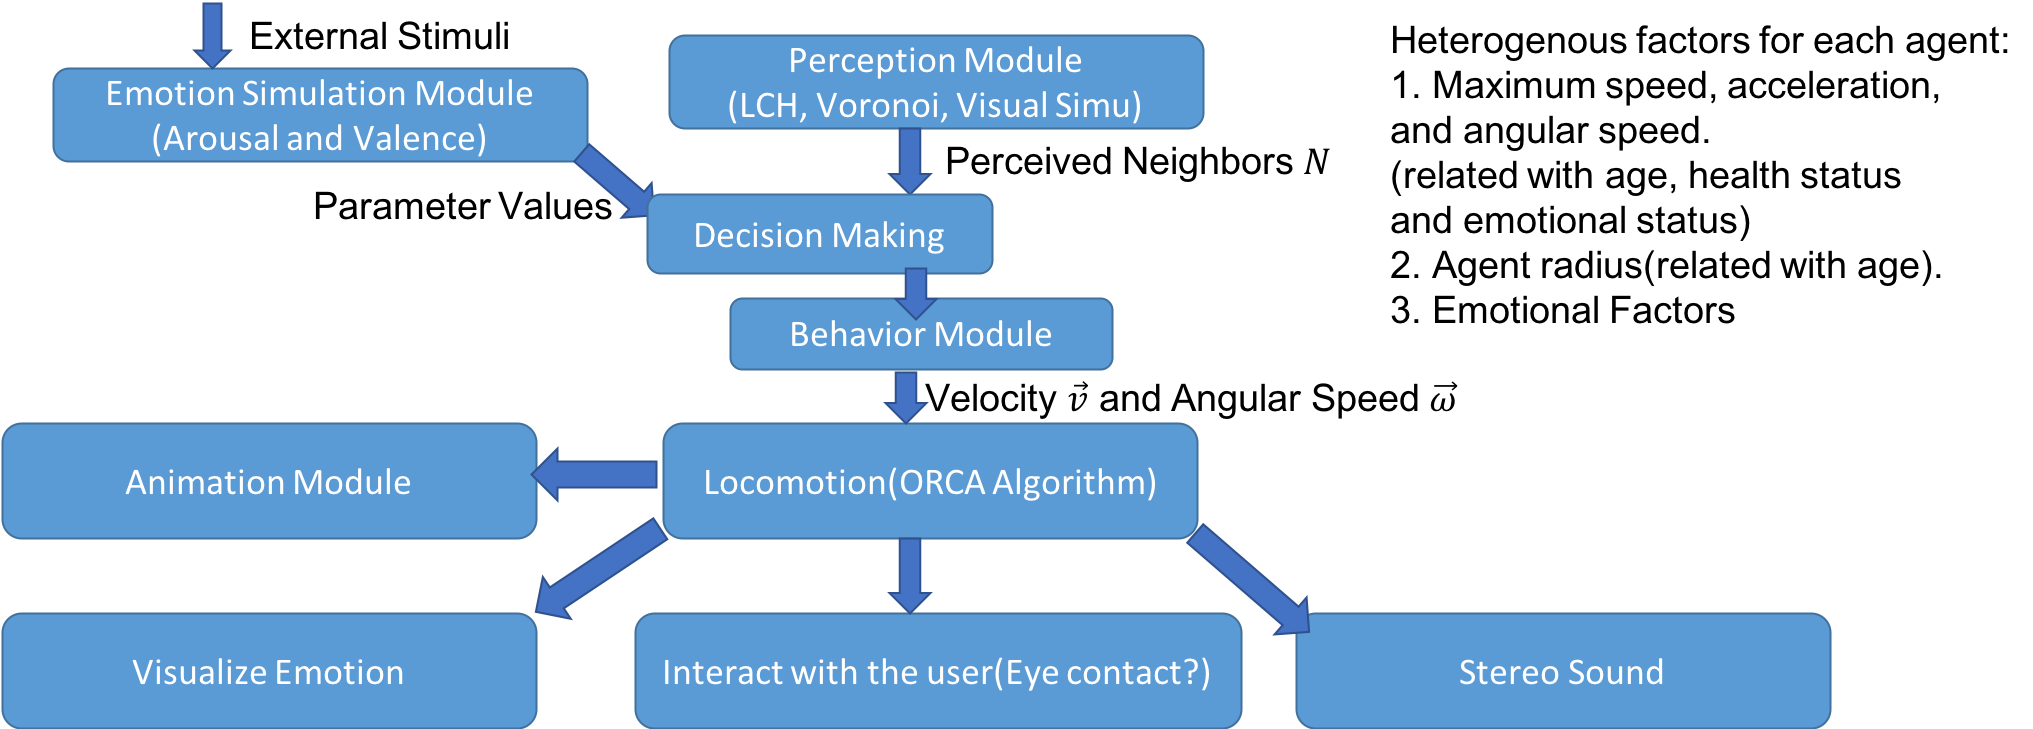 External Stimuli
Emotion Simulation Module
(Arousal and Valence)
Perception Module
(LCH, Voronoi, Visual Simu)
Heterogenous factors for each agent:
1. Maximum speed, acceleration,
and angular speed.
(related with age, health status
and emotional status)
2. Agent radius(related with age).
3. Emotional Factors
Perceived Neighbors N
Parameter Values
Decision Making
Behavior Module
Velocity v⃗ and Angular Speed ω⃗
Animation Module
Locomotion(ORCA Algorithm)
Visualize Emotion
Interact with the user(Eye contact?)
Stereo Sound